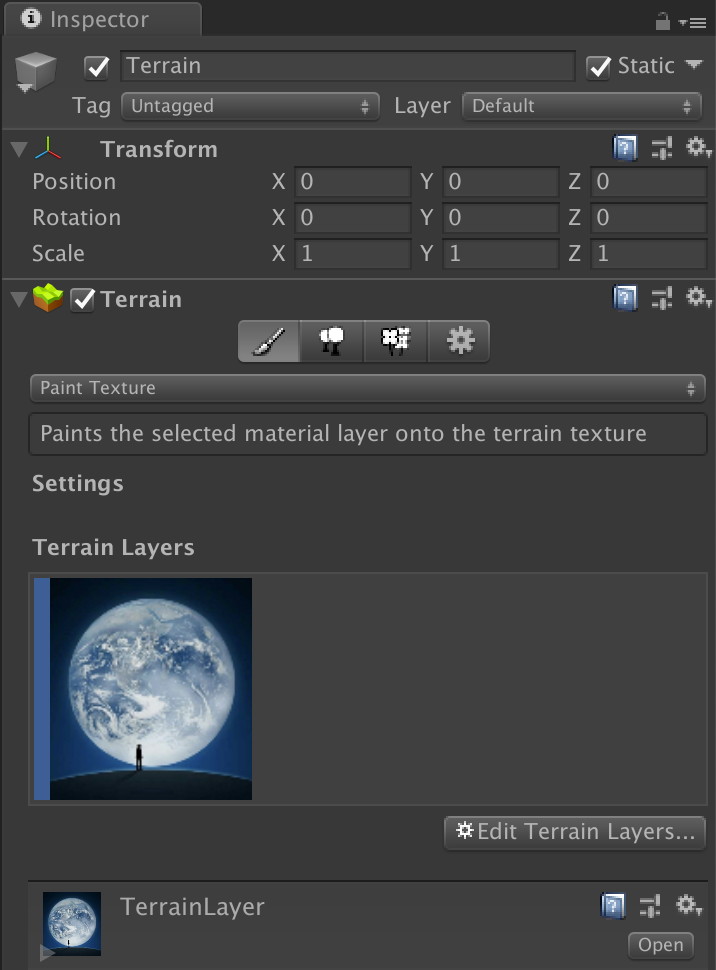 Inspector
Terrain Static
Tag Untagged Layer Default
Transform
Position X 0 Y 0 Z 0
Rotation X 0 Y 0 Z 0
Scale X 1 Y 1 Z 1
Terrain
Paint Texture
Paints the selected material layer onto the terrain texture
Settings
Terrain Layers
Edit Terrain Layers...
TerrainLayer
Open